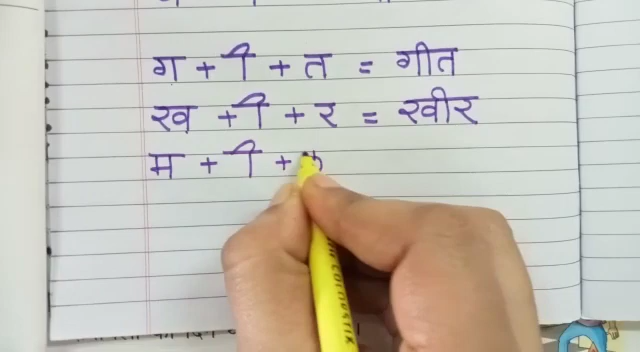 ग + ी + त = गीत
ख + ी + र = खीर
म + ी +